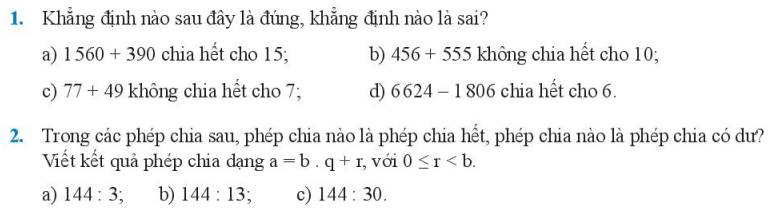 1. Khẳng định nào sau đây là đúng, khẳng định nào là sai?
a) 1 560 + 390 chia hết cho 15; b) 456 + 555 không chia hết cho 10;
c) 77 + 49 không chia hết cho 7; d) 6 624 – 1 806 chia hết cho 6.
2. Trong các phép chia sau, phép chia nào là phép chia hết, phép chia nào là phép chia có dư?
Viết kết quả phép chia dạng a = b . q + r, với 0 ≤ r < b.
a) 144 : 3; b) 144 : 13; c) 144 : 30.